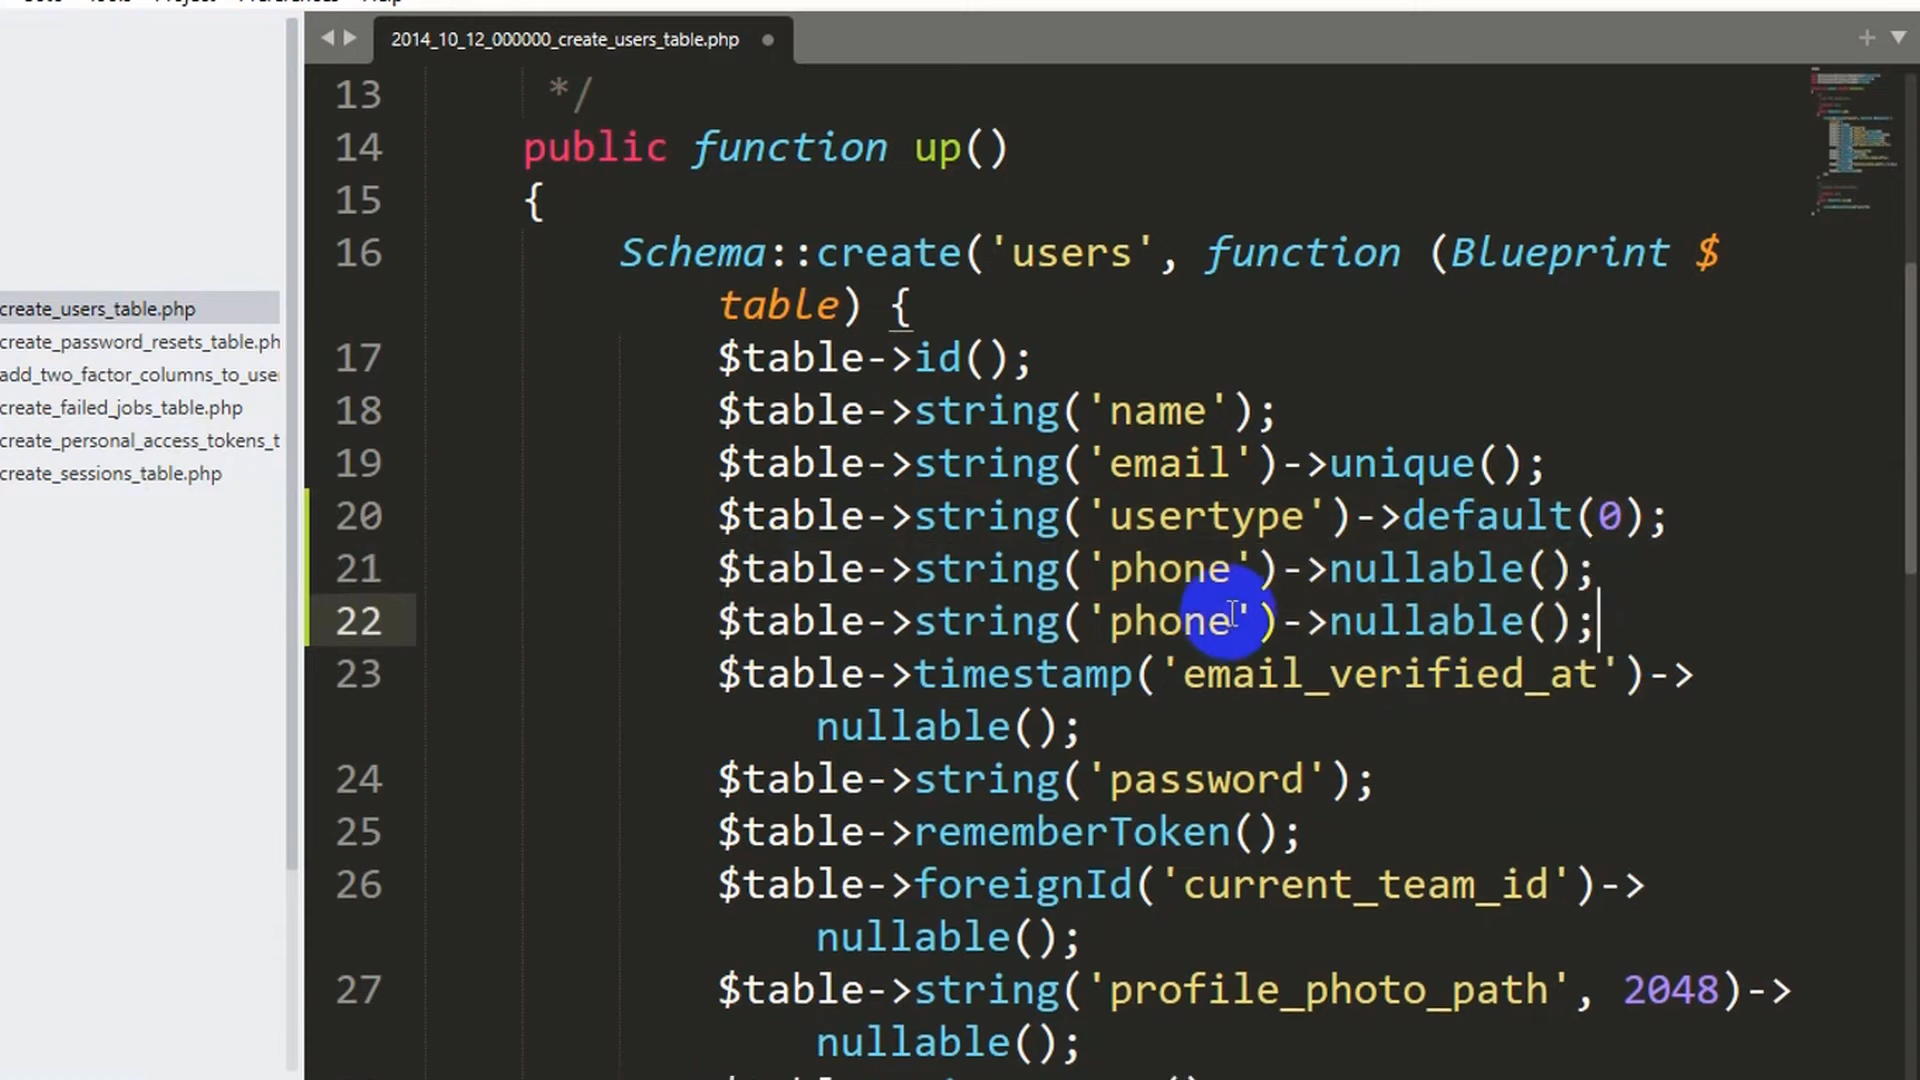 Preferences
2014_10_12_000000_create_users_table.php
create_users_table.php
create_password_resets_table.ph
add_two_factor_columns_to_use
create_failed_jobs_table.php
create_personal_access_tokens_t
create_sessions_table.php
13 */
14 public function up()
15 {
16 Schema::create('users', function (Blueprint $
table) {
17 $table->id();
18 $table->string('name');
19 $table->string('email')->unique();
20 $table->string('usertype')->default(0);
21 $table->string('phone')->nullable();
22 $table->string('phone')->nullable();
23 $table->timestamp('email_verified_at')->
nullable();
24 $table->string('password');
25 $table->rememberToken();
26 $table->foreignId('current_team_id')->
nullable();
27 $table->string('profile_photo_path', 2048)->
nullable();